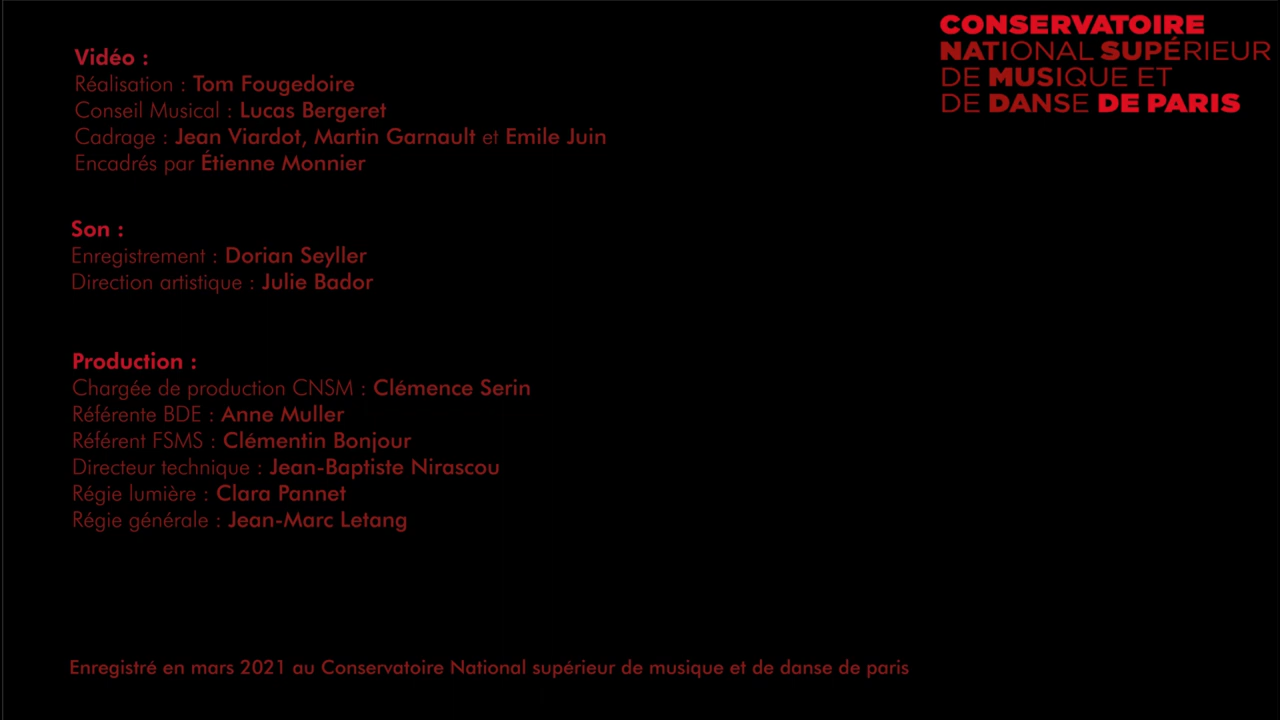 CONSERVATOIRE
NATIONAL SUPÉRIEUR
DE MUSIQUE ET
DE DANSE DE PARIS
Vidéo :
Réalisation : Tom Fougedoire
Conseil Musical : Lucas Bergeret
Cadrage : Jean Viardot, Martin Garnault et Emile Juin
Encadrés par Étienne Monnier
Son :
Enregistrement : Dorian Seyller
Direction artistique : Julie Bador
Production :
Chargée de production CNSM : Clémence Serin
Référente BDE : Anne Muller
Référent FSMS : Clémentin Bonjour
Directeur technique : Jean-Baptiste Nirascou
Régie lumière : Clara Pannet
Régie générale : Jean-Marc Letang
Enregistré en mars 2021 au Conservatoire National supérieur de musique et de danse de paris